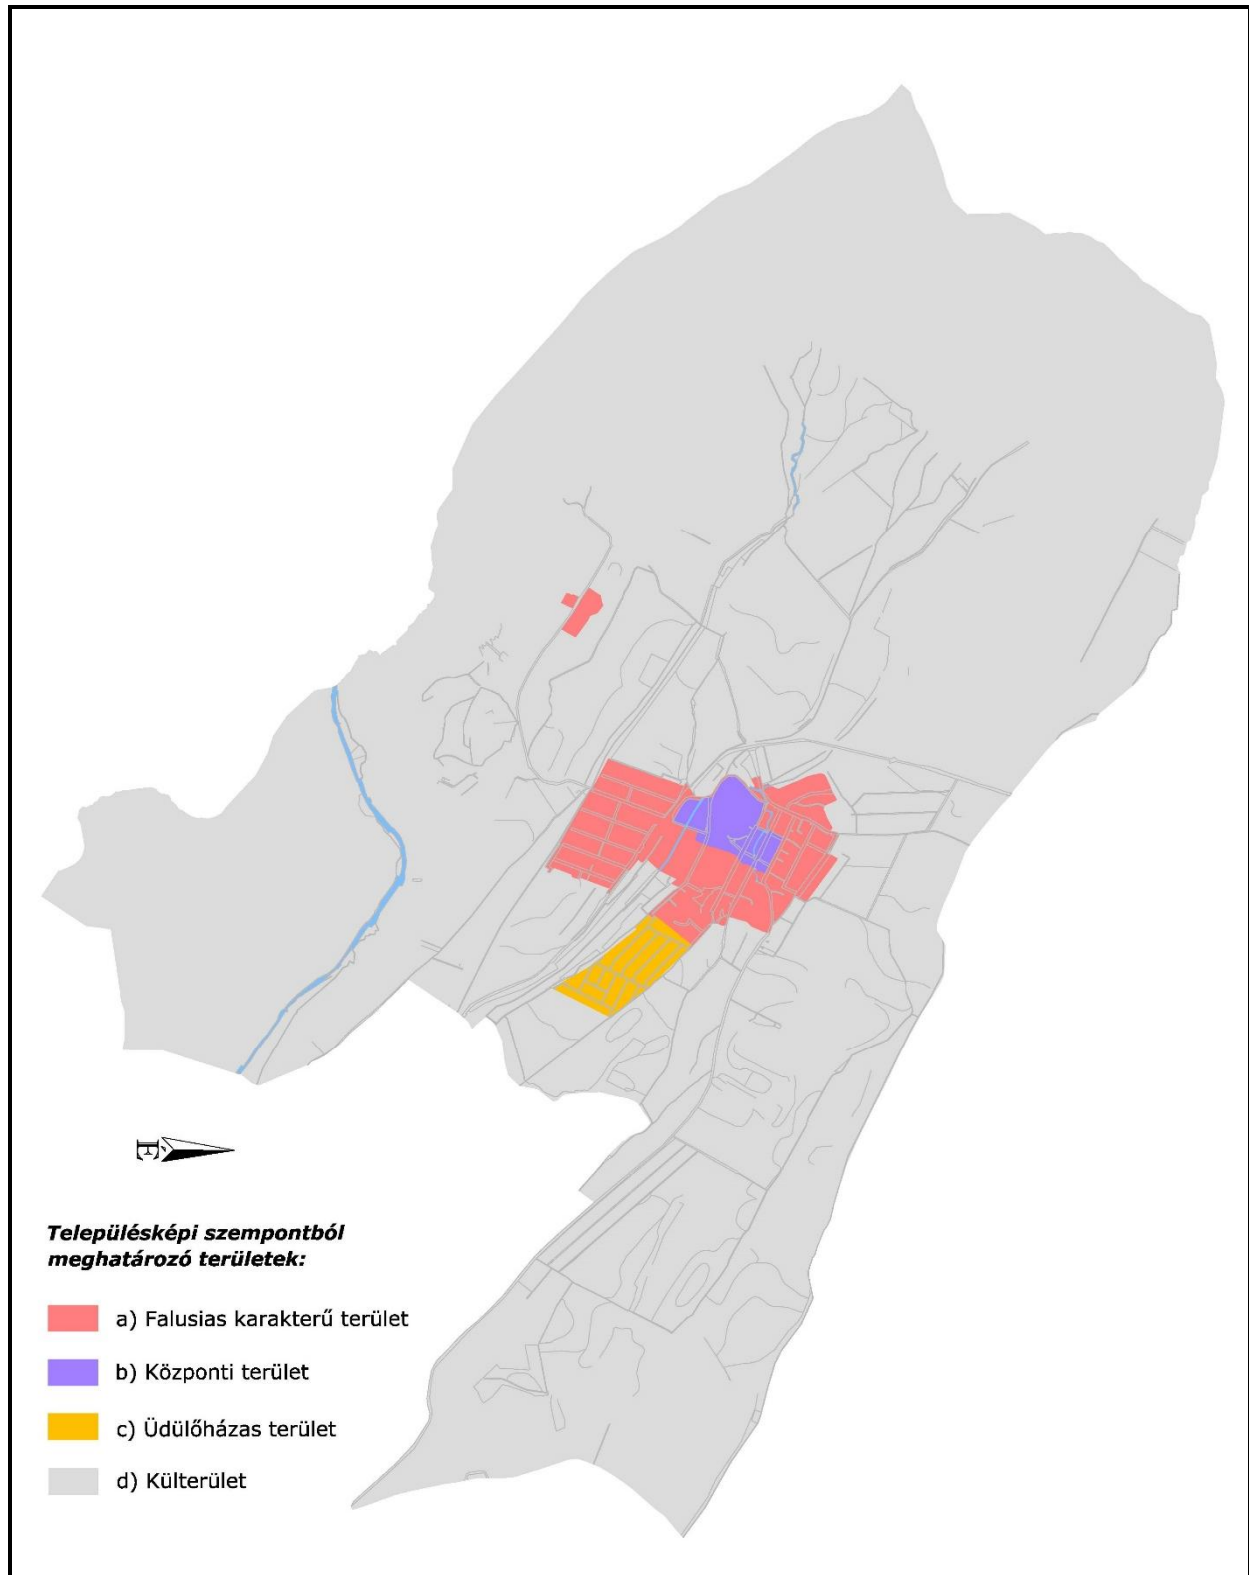 Településképi szempontból
meghatározó területek:
a) Falusias karakterű terület
b) Központi terület
c) Üdülőházas terület
d) Külterület